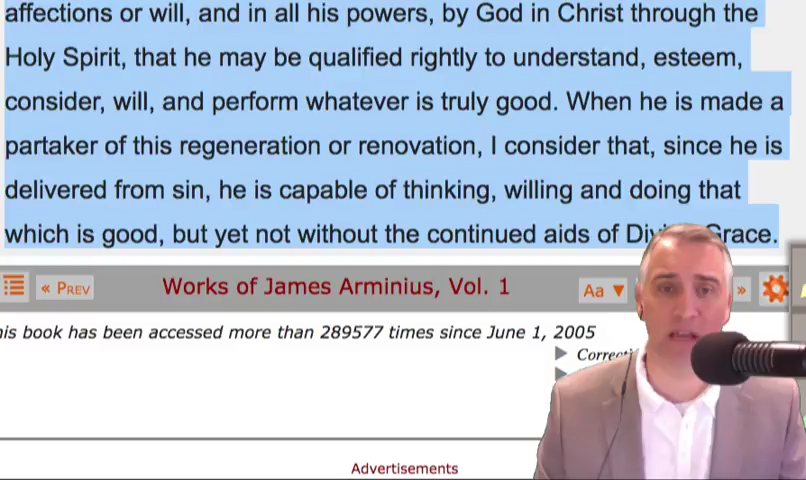 affections or will, and in all his powers, by God in Christ through the
Holy Spirit, that he may be qualified rightly to understand, esteem,
consider, will, and perform whatever is truly good. When he is made a
partaker of this regeneration or renovation, I consider that, since he is
delivered from sin, he is capable of thinking, willing and doing that
which is good, but yet not without the continued aids of Grace.
« PREV Works of James Arminius, Vol. 1 Aa ▼ »
his book has been accessed more than 289577 times since June 1, 2005
Advertisements